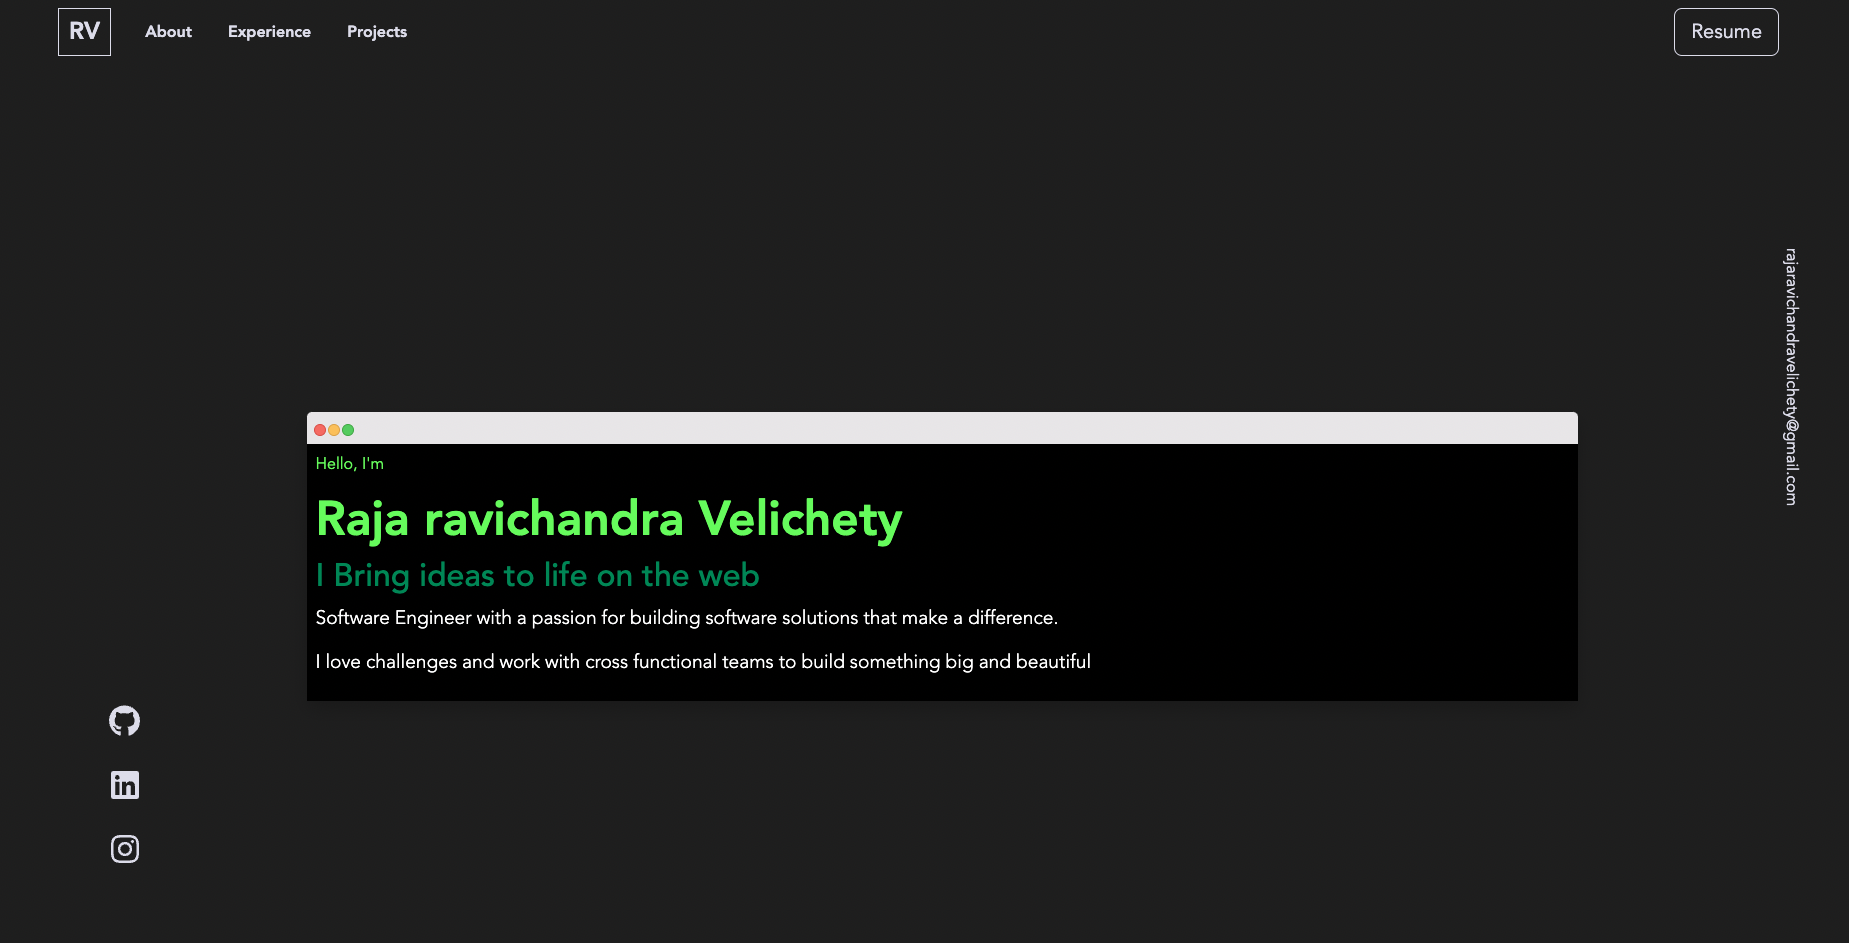 RV
About
Experience
Projects
Resume
rajaravichandravelichety@gmail.com
Hello, I'm
Raja ravichandra Velichety
I Bring ideas to life on the web
Software Engineer with a passion for building software solutions that make a difference.
I love challenges and work with cross functional teams to build something big and beautiful
in